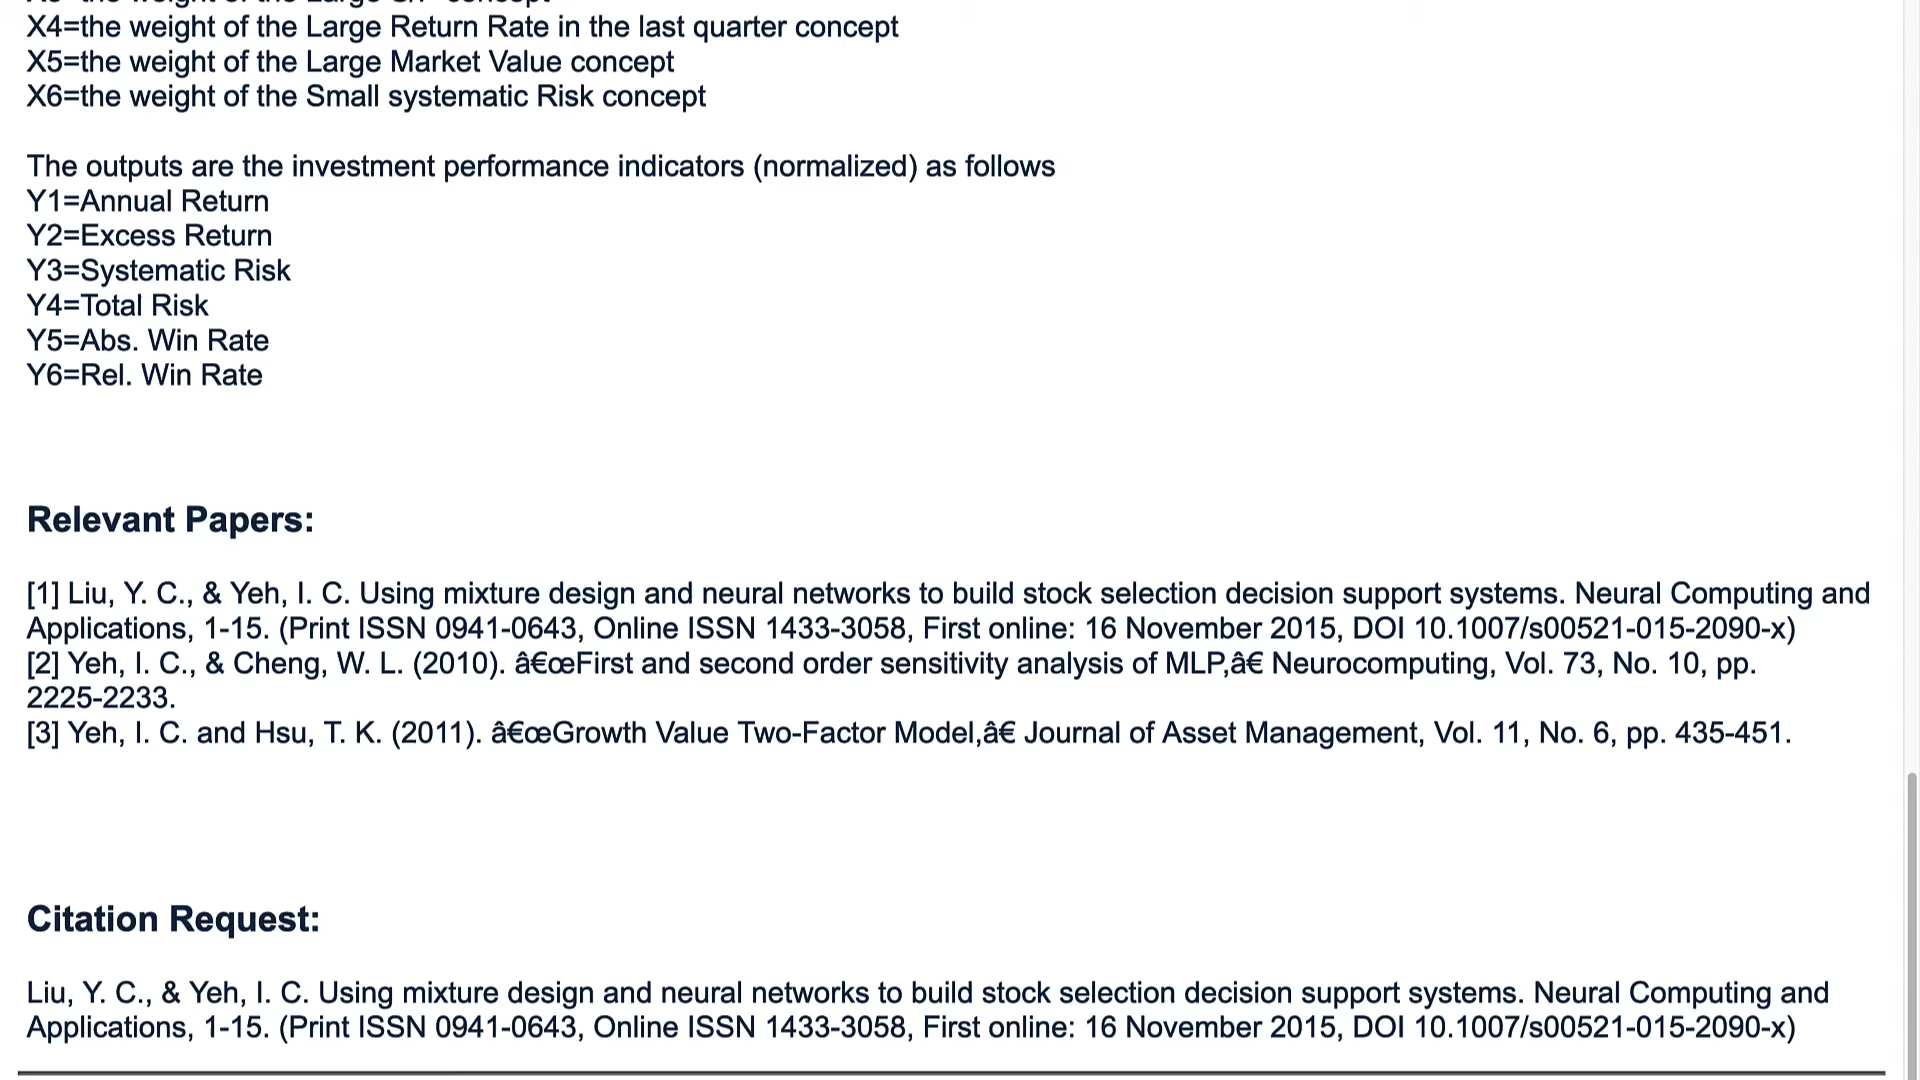 X4=the weight of the Large Return Rate in the last quarter concept
X5=the weight of the Large Market Value concept
X6=the weight of the Small systematic Risk concept
The outputs are the investment performance indicators (normalized) as follows
Y1=Annual Return
Y2=Excess Return
Y3=Systematic Risk
Y4=Total Risk
Y5=Abs. Win Rate
Y6=Rel. Win Rate
Relevant Papers:
[1] Liu, Y. C., & Yeh, I. C. Using mixture design and neural networks to build stock selection decision support systems. Neural Computing and
Applications, 1-15. (Print ISSN 0941-0643, Online ISSN 1433-3058, First online: 16 November 2015, DOI 10.1007/s00521-015-2090-x)
[2] Yeh, I. C., & Cheng, W. L. (2010). â€œFirst and second order sensitivity analysis of MLP,â€ Neurocomputing, Vol. 73, No. 10, pp.
2225-2233.
[3] Yeh, I. C. and Hsu, T. K. (2011). â€œGrowth Value Two-Factor Model,â€ Journal of Asset Management, Vol. 11, No. 6, pp. 435-451.
Citation Request:
Liu, Y. C., & Yeh, I. C. Using mixture design and neural networks to build stock selection decision support systems. Neural Computing and
Applications, 1-15. (Print ISSN 0941-0643, Online ISSN 1433-3058, First online: 16 November 2015, DOI 10.1007/s00521-015-2090-x)